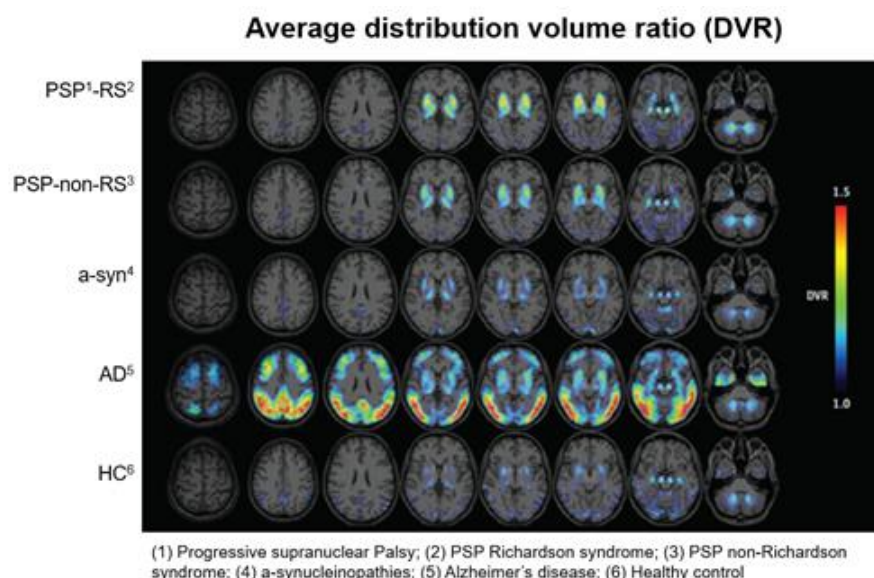 Average distribution volume ratio (DVR)
PSP¹-RS²
PSP-non-RS³
a-syn⁴
AD⁵
HC⁶
1.5
DVR
1.0
(1) Progressive supranuclear Palsy; (2) PSP Richardson syndrome; (3) PSP non-Richardson
syndrome; (4) a-synucleinopathies; (5) Alzheimer's disease; (6) Healthy control